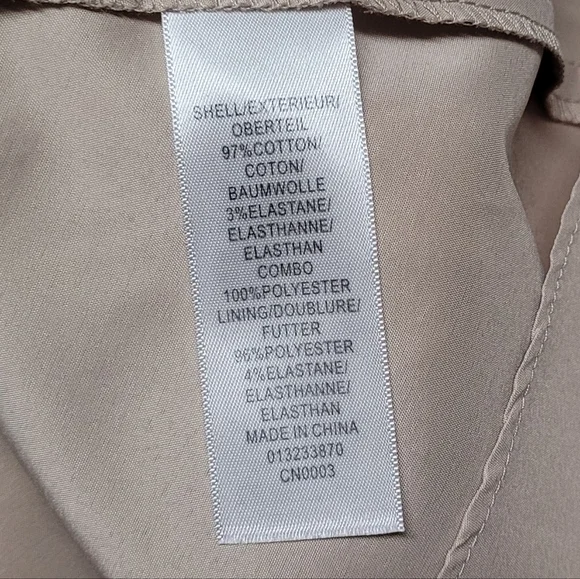 SHELL/EXTERIEUR/
OBERTEIL
97%COTTON/
COTON/
BAUMWOLLE
3%ELASTANE/
ELASTHANNE/
ELASTHAN
COMBO
100%POLYESTER
LINING/DOUBLURE/
FUTTER
96%POLYESTER
4%ELASTANE/
ELASTHANNE/
ELASTHAN
MADE IN CHINA
013233870
CN0003